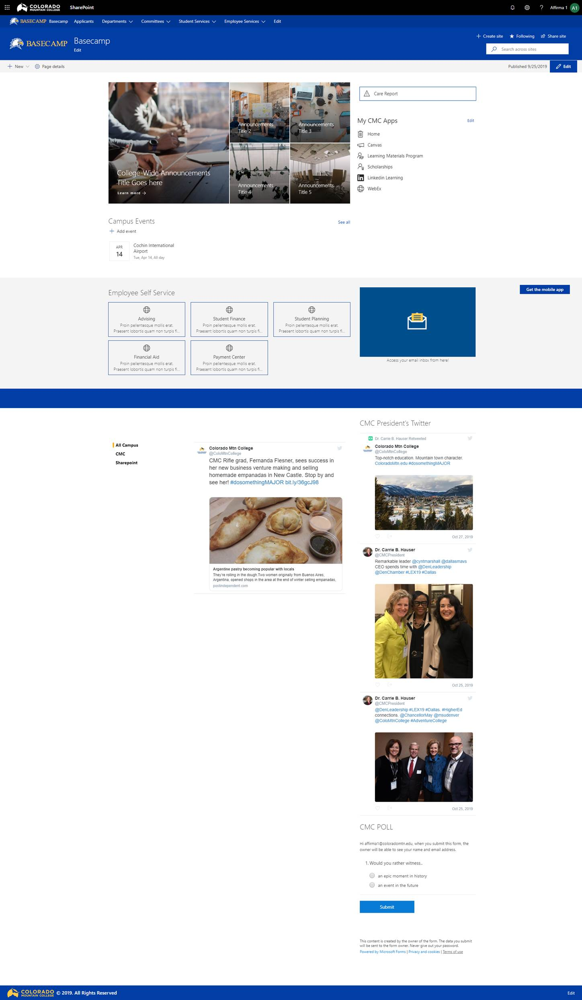 COLORADO
MOUNTAIN COLLEGE
SharePoint
Affirma 1
A1
BASECAMP
Basecamp
Applicants
Departments
Committees
Student Services
Employee Services
Edit
BASECAMP
Basecamp
Edit
Create site
Following
Share site
Search across sites
New
Page details
Published 9/25/2019
Edit
College-Wide Announcements
Title Goes here
Learn more →
Announcements
Title 2
Announcements
Title 3
Announcements
Title 4
Announcements
Title 5
Care Report
My CMC Apps
Edit
Home
Canvas
Learning Materials Program
Scholarships
Linkedin Learning
WebEx
Campus Events
See all
Add event
APR
14
Cochin International
Airport
Tue, Apr 14, All day
Employee Self Service
Advising
Proin pellentesque mollis erat.
Praesent lobortis quam non turpis fi...
Student Finance
Proin pellentesque mollis erat.
Praesent lobortis quam non turpis fi...
Student Planning
Proin pellentesque mollis erat.
Praesent lobortis quam non turpis fi...
Financial Aid
Proin pellentesque mollis erat.
Praesent lobortis quam non turpis fi...
Payment Center
Proin pellentesque mollis erat.
Praesent lobortis quam non turpis fi...
Access your email inbox from here!
Get the mobile app
All Campus
CMC
Sharepoint
Colorado Mtn College
@ColoMtnCollege
CMC Rifle grad, Fernanda Flesner, sees success in
her new business venture making and selling
homemade empanadas in New Castle. Stop by and
see her! #dosomethingMAJOR bit.ly/36gcJ98
Argentine pastry becoming popular with locals
They're rolling in the dough.Two women originally from Buenos Aires,
Argentina, opened shops in the area at the end of winter selling empanadas,
postindependent.com
CMC President's Twitter
Dr. Carrie B. Hauser Retweeted
Colorado Mtn College
@ColoMtnCollege
Top-notch education. Mountain town character.
ColoradoMtn.edu #dosomethingMAJOR
Oct 27, 2019
Dr. Carrie B. Hauser
@CMCPresident
Remarkable leader @cyntmarshall @dallasmavs
CEO spends time with @DenLeadership
@DenChamber #LEX19 #Dallas
Oct 25, 2019
Dr. Carrie B. Hauser
@CMCPresident
@DenLeadership #LEX19 #Dallas. #HigherEd
connections. @ChancellorMay @msudenver
@ColoMtnCollege #AdventureCollege
Oct 25, 2019
CMC POLL
Hi affirma1@coloradomtn.edu, when you submit this form, the
owner will be able to see your name and email address.
1. Would you rather witness..
an epic moment in history
an event in the future
Submit
This content is created by the owner of the form. The data you submit
will be sent to the form owner. Never give out your password.
Powered by Microsoft Forms | Privacy and cookies | Terms of use
COLORADO
MOUNTAIN COLLEGE
© 2019. All Rights Reserved
Edit